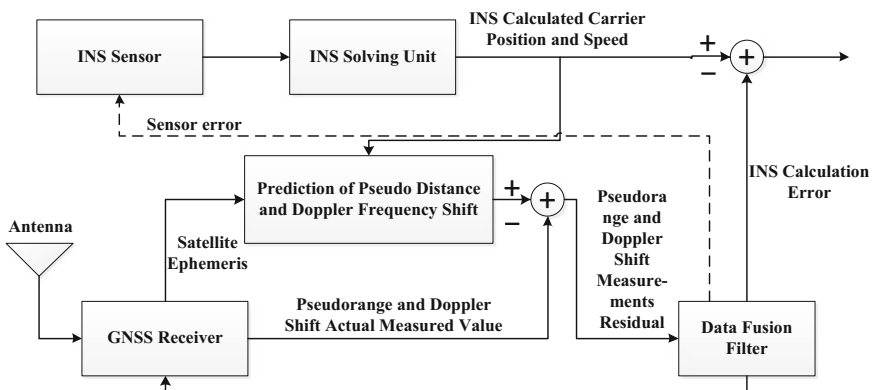 INS Calculated Carrier
Position and Speed
INS Sensor
INS Solving Unit
+
−
+
Sensor error
Prediction of Pseudo Distance
and Doppler Frequency Shift
+
−
+
INS Calculation
Error
Antenna
Satellite
Ephemeris
Pseudora
nge and
Doppler
Shift
Measure-
ments
Residual
Pseudorange and Doppler
Shift Actual Measured Value
GNSS Receiver
Data Fusion
Filter